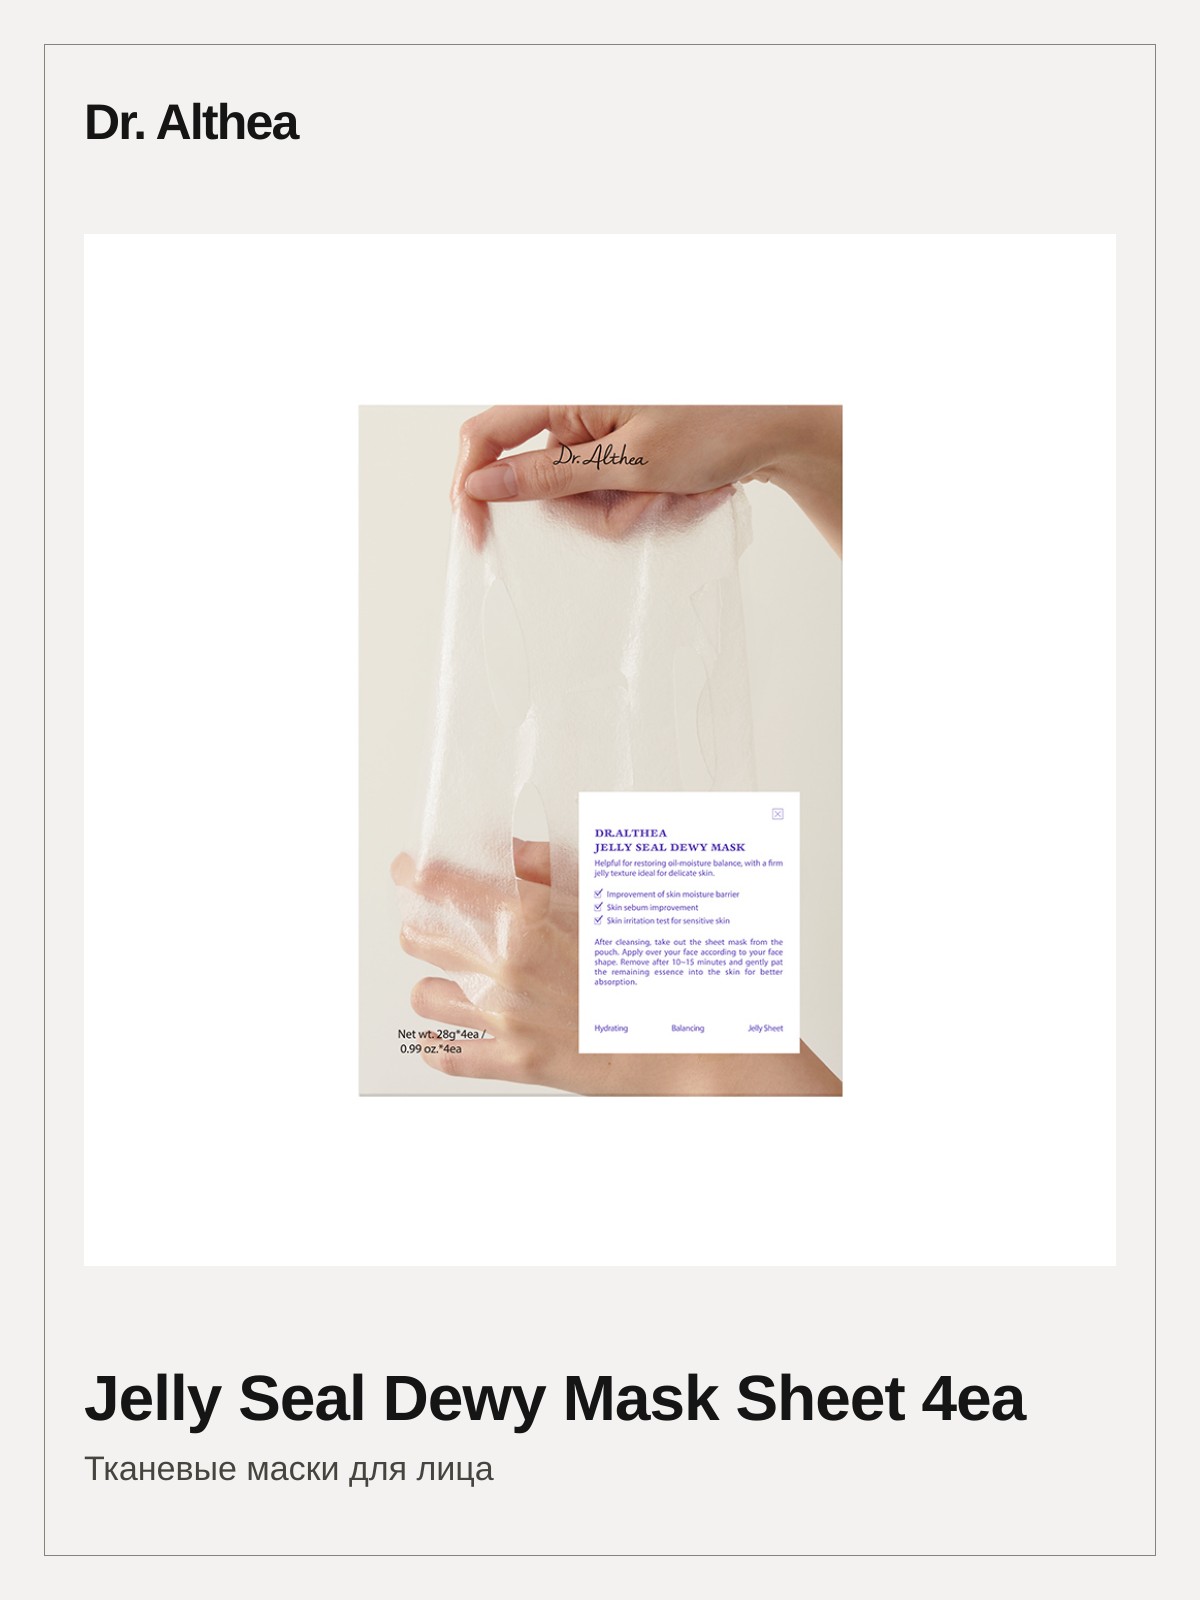 Dr. Althea
Dr. Althea
DR.ALTHEA
JELLY SEAL DEWY MASK
Helpful for restoring oil-moisture balance, with a firm
jelly texture ideal for delicate skin.
Improvement of skin moisture barrier
Skin sebum improvement
Skin irritation test for sensitive skin
After cleansing, take out the sheet mask from the
pouch. Apply over your face according to your face
shape. Remove after 10~15 minutes and gently pat
the remaining essence into the skin for better
absorption.
Hydrating Balancing Jelly Sheet
Net wt. 28g*4ea /
0.99 oz.*4ea
Jelly Seal Dewy Mask Sheet 4ea
Тканевые маски для лица